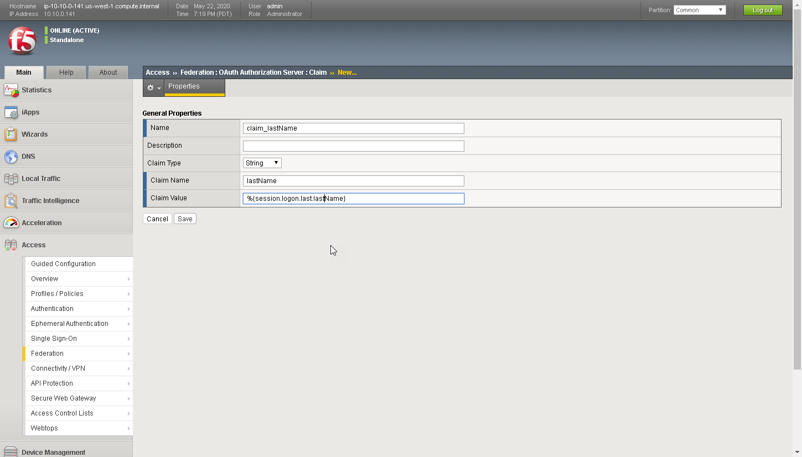 Hostname ip-10-10-0-141.us-west-1.compute.internal Date May 22, 2020 User admin
IP Address 10.10.0.141 Time 7:19 PM (PDT) Role Administrator
Partition: Common Log out
f5 ONLINE (ACTIVE)
Standalone
Main Help About
Access ›› Federation : OAuth Authorization Server : Claim ›› New...
Properties
Statistics
iApps
Wizards
DNS
Local Traffic
Traffic Intelligence
Acceleration
Access
Guided Configuration
Overview
Profiles / Policies
Authentication
Ephemeral Authentication
Single Sign-On
Federation
Connectivity / VPN
API Protection
Secure Web Gateway
Access Control Lists
Webtops
Device Management
General Properties
Name claim_lastName
Description
Claim Type String
Claim Name lastName
Claim Value %{session.logon.last.lastName}
Cancel Save